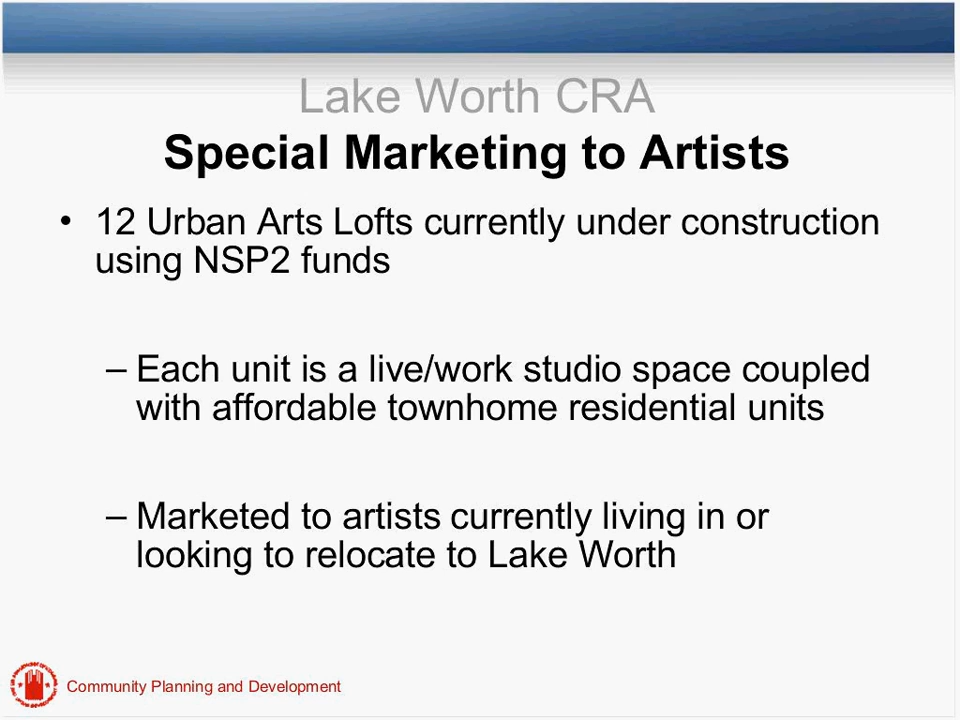 Lake Worth CRA
Special Marketing to Artists
• 12 Urban Arts Lofts currently under construction
using NSP2 funds
– Each unit is a live/work studio space coupled
with affordable townhome residential units
– Marketed to artists currently living in or
looking to relocate to Lake Worth
Community Planning and Development